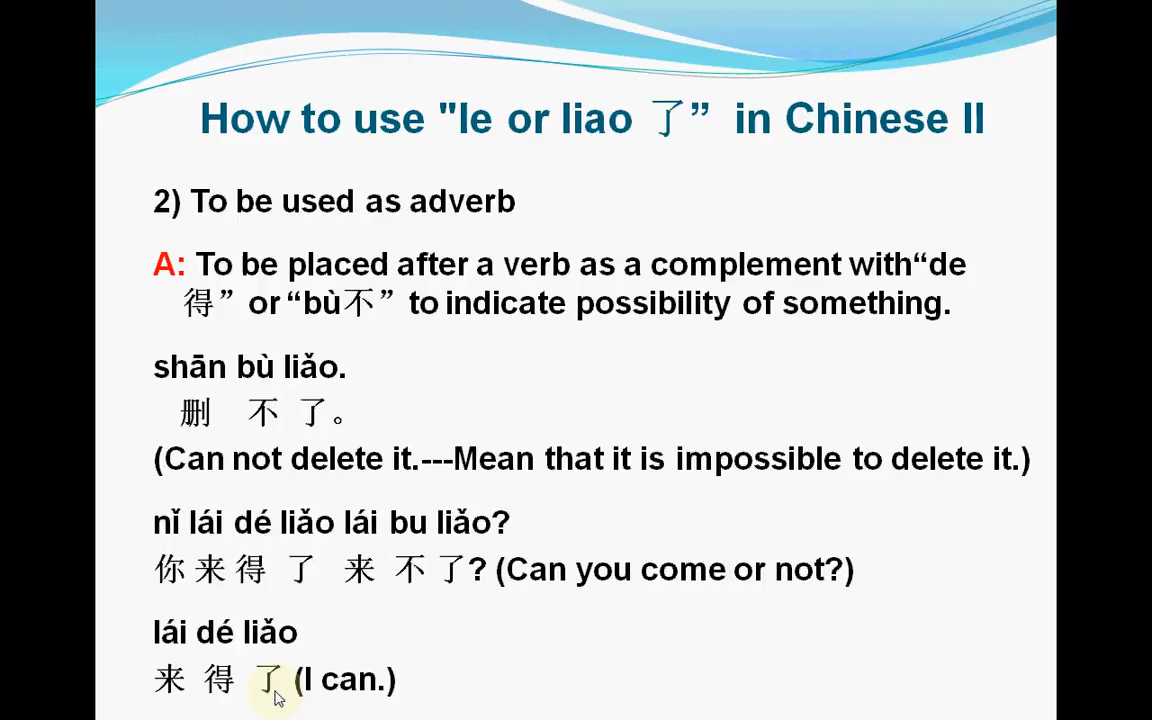 How to use "le or liao 了” in Chinese II
2) To be used as adverb
A: To be placed after a verb as a complement with“de
得” or “bù不” to indicate possibility of something.
shān bù liǎo.
删 不 了。
(Can not delete it.---Mean that it is impossible to delete it.)
nǐ lái dé liǎo lái bu liǎo?
你 来 得 了 来 不 了? (Can you come or not?)
lái dé liǎo
来 得 了 (I can.)